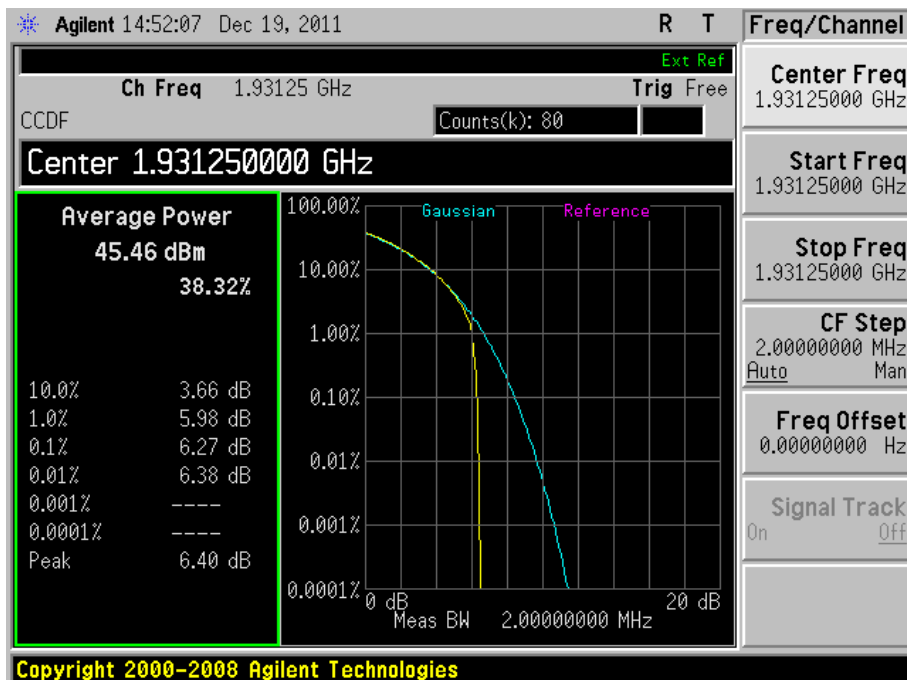 Agilent 14:52:07 Dec 19, 2011 R T
Ext Ref
Ch Freq 1.93125 GHz Trig Free
CCDF Counts(k): 80
Center 1.931250000 GHz
Average Power
45.46 dBm
38.32%
10.0% 3.66 dB
1.0% 5.98 dB
0.1% 6.27 dB
0.01% 6.38 dB
0.001% ----
0.0001% ----
Peak 6.40 dB
100.00% Gaussian Reference
10.00%
1.00%
0.10%
0.01%
0.001%
0.0001%
0 dB 20 dB
Meas BW 2.00000000 MHz
Freq/Channel
Center Freq
1.93125000 GHz
Start Freq
1.93125000 GHz
Stop Freq
1.93125000 GHz
CF Step
2.00000000 MHz
Auto Man
Freq Offset
0.00000000 Hz
Signal Track
On Off
Copyright 2000-2008 Agilent Technologies